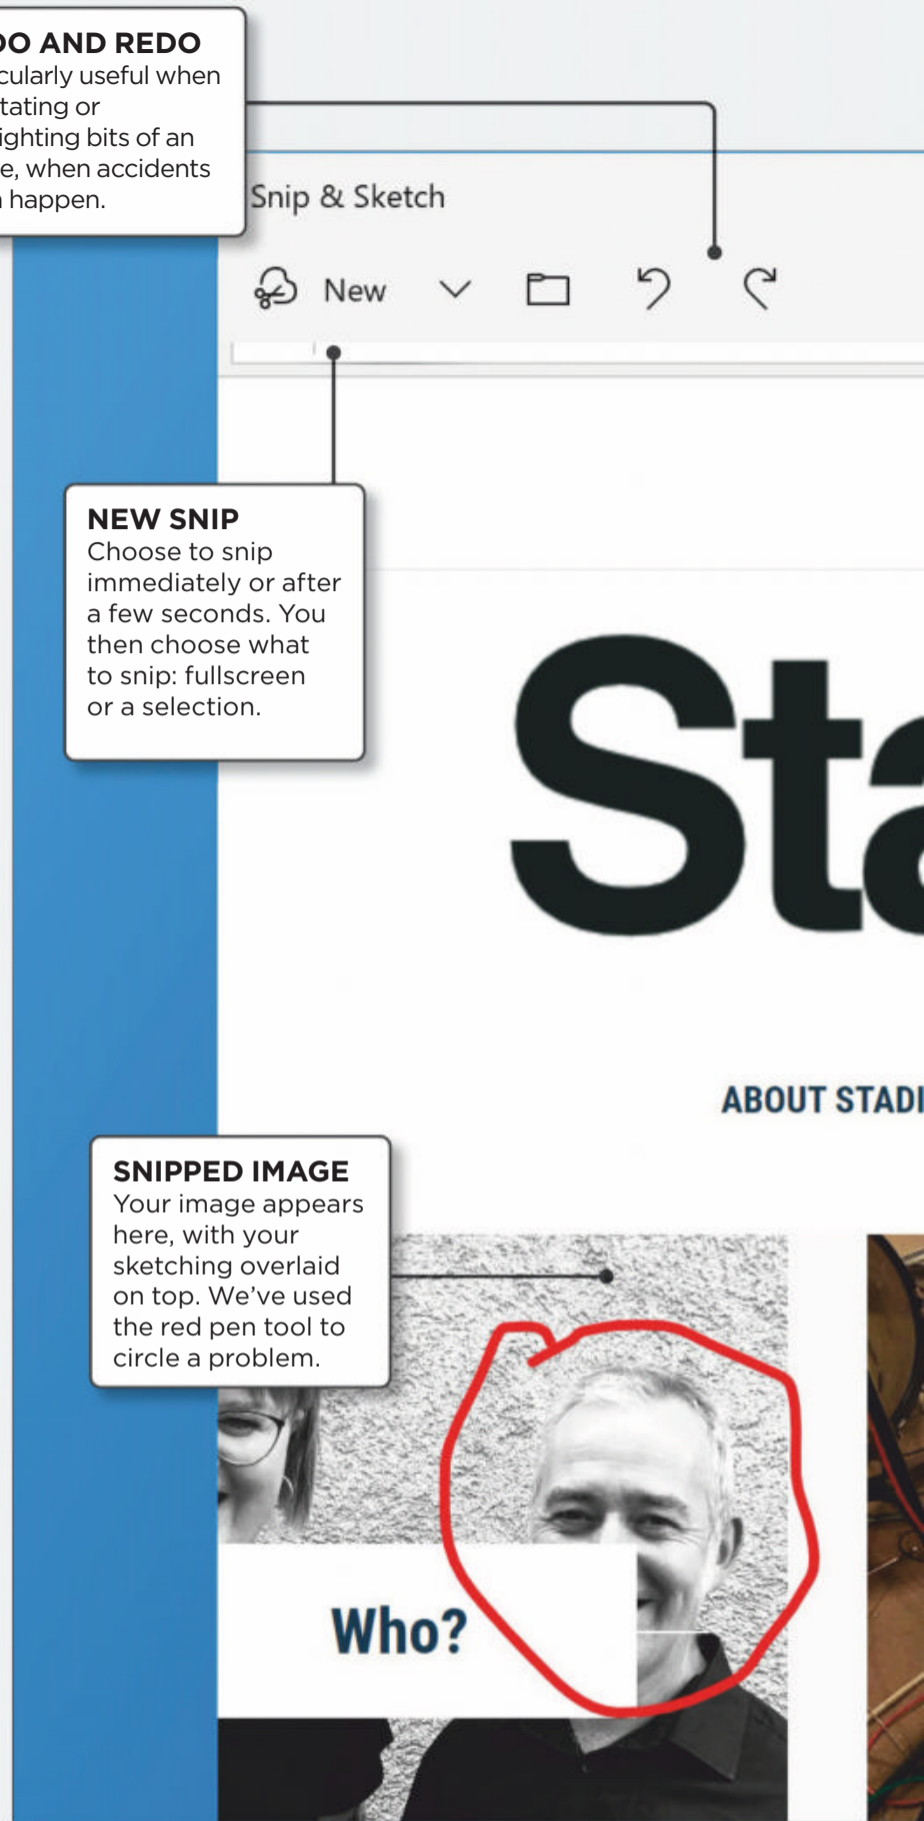 DO AND REDO
cularly useful when
tating or
ighting bits of an
e, when accidents
n happen.
Snip & Sketch
New
NEW SNIP
Choose to snip
immediately or after
a few seconds. You
then choose what
to snip: fullscreen
or a selection.
Sta
ABOUT STADI
SNIPPED IMAGE
Your image appears
here, with your
sketching overlaid
on top. We’ve used
the red pen tool to
circle a problem.
Who?